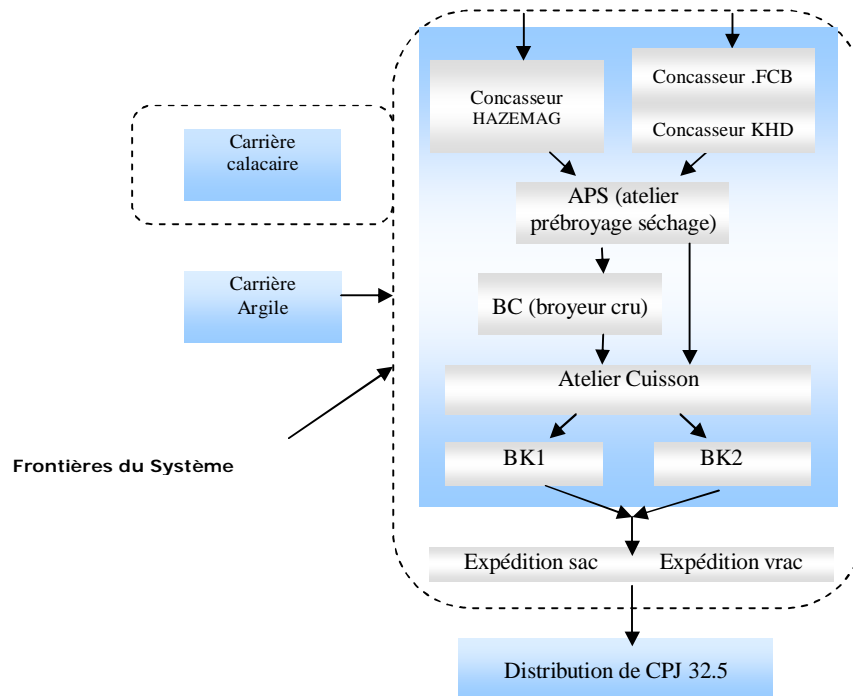 Concasseur
HAZEMAG
Concasseur .FCB
Concasseur KHD
Carrière
calacaire
APS (atelier
prébroyage séchage)
Carrière
Argile
BC (broyeur cru)
Atelier Cuisson
Frontières du Système
BK1
BK2
Expédition sac
Expédition vrac
Distribution de CPJ 32.5